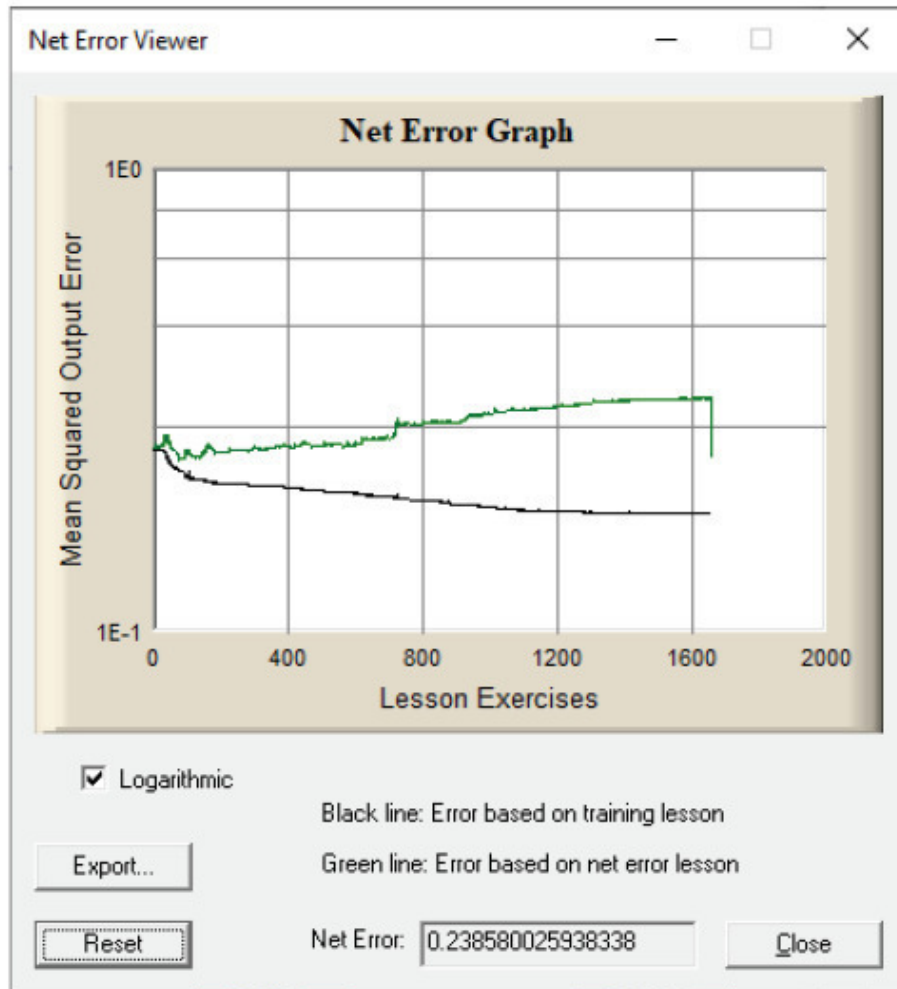 Net Error Viewer
Net Error Graph
1E0
Mean Squared Output Error
1E-1
0 400 800 1200 1600 2000
Lesson Exercises
Logarithmic
Black line: Error based on training lesson
Export...
Green line: Error based on net error lesson
Reset
Net Error: 0.238580025938338
Close